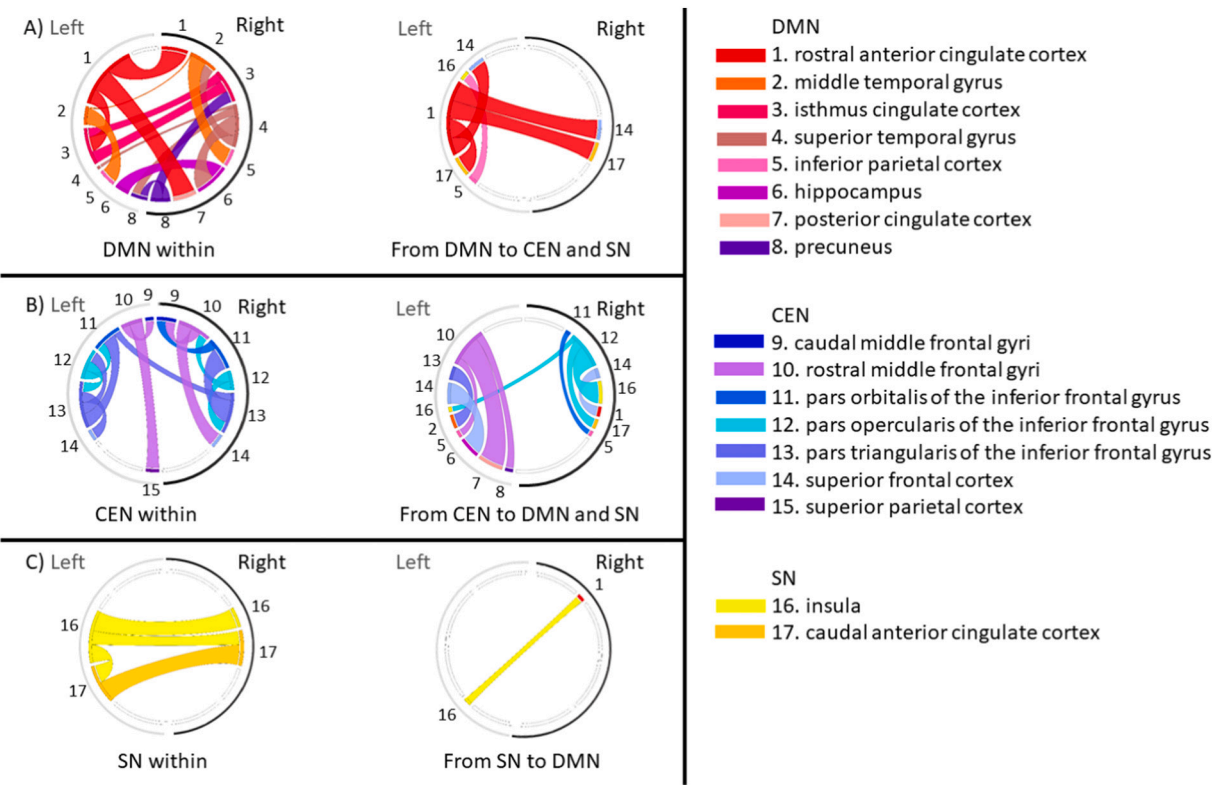 A) Left
Right
1
2
3
4
5
6
7
8
8
6
5
4
3
2
1
DMN within
Left
Right
14
16
1
17
5
14
17
From DMN to CEN and SN
B) Left
Right
10
9
9
10
11
11
12
12
13
13
14
14
15
CEN within
Left
Right
10
13
14
16
2
5
6
7
8
11
12
14
16
1
17
5
From CEN to DMN and SN
C) Left
Right
16
17
16
17
SN within
Left
Right
1
16
From SN to DMN
DMN
1. rostral anterior cingulate cortex
2. middle temporal gyrus
3. isthmus cingulate cortex
4. superior temporal gyrus
5. inferior parietal cortex
6. hippocampus
7. posterior cingulate cortex
8. precuneus
CEN
9. caudal middle frontal gyri
10. rostral middle frontal gyri
11. pars orbitalis of the inferior frontal gyrus
12. pars opercularis of the inferior frontal gyrus
13. pars triangularis of the inferior frontal gyrus
14. superior frontal cortex
15. superior parietal cortex
SN
16. insula
17. caudal anterior cingulate cortex